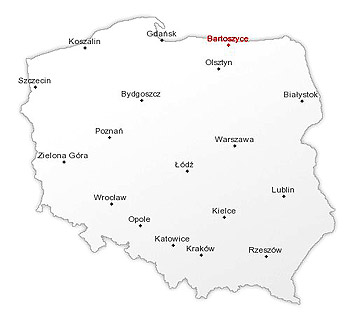 Gdańsk
Bartoszyce
Koszalin
Olsztyn
Szczecin
Bydgoszcz
Białystok
Poznań
Warszawa
Zielona Góra
Łódź
Lublin
Wrocław
Kielce
Opole
Katowice
Kraków
Rzeszów